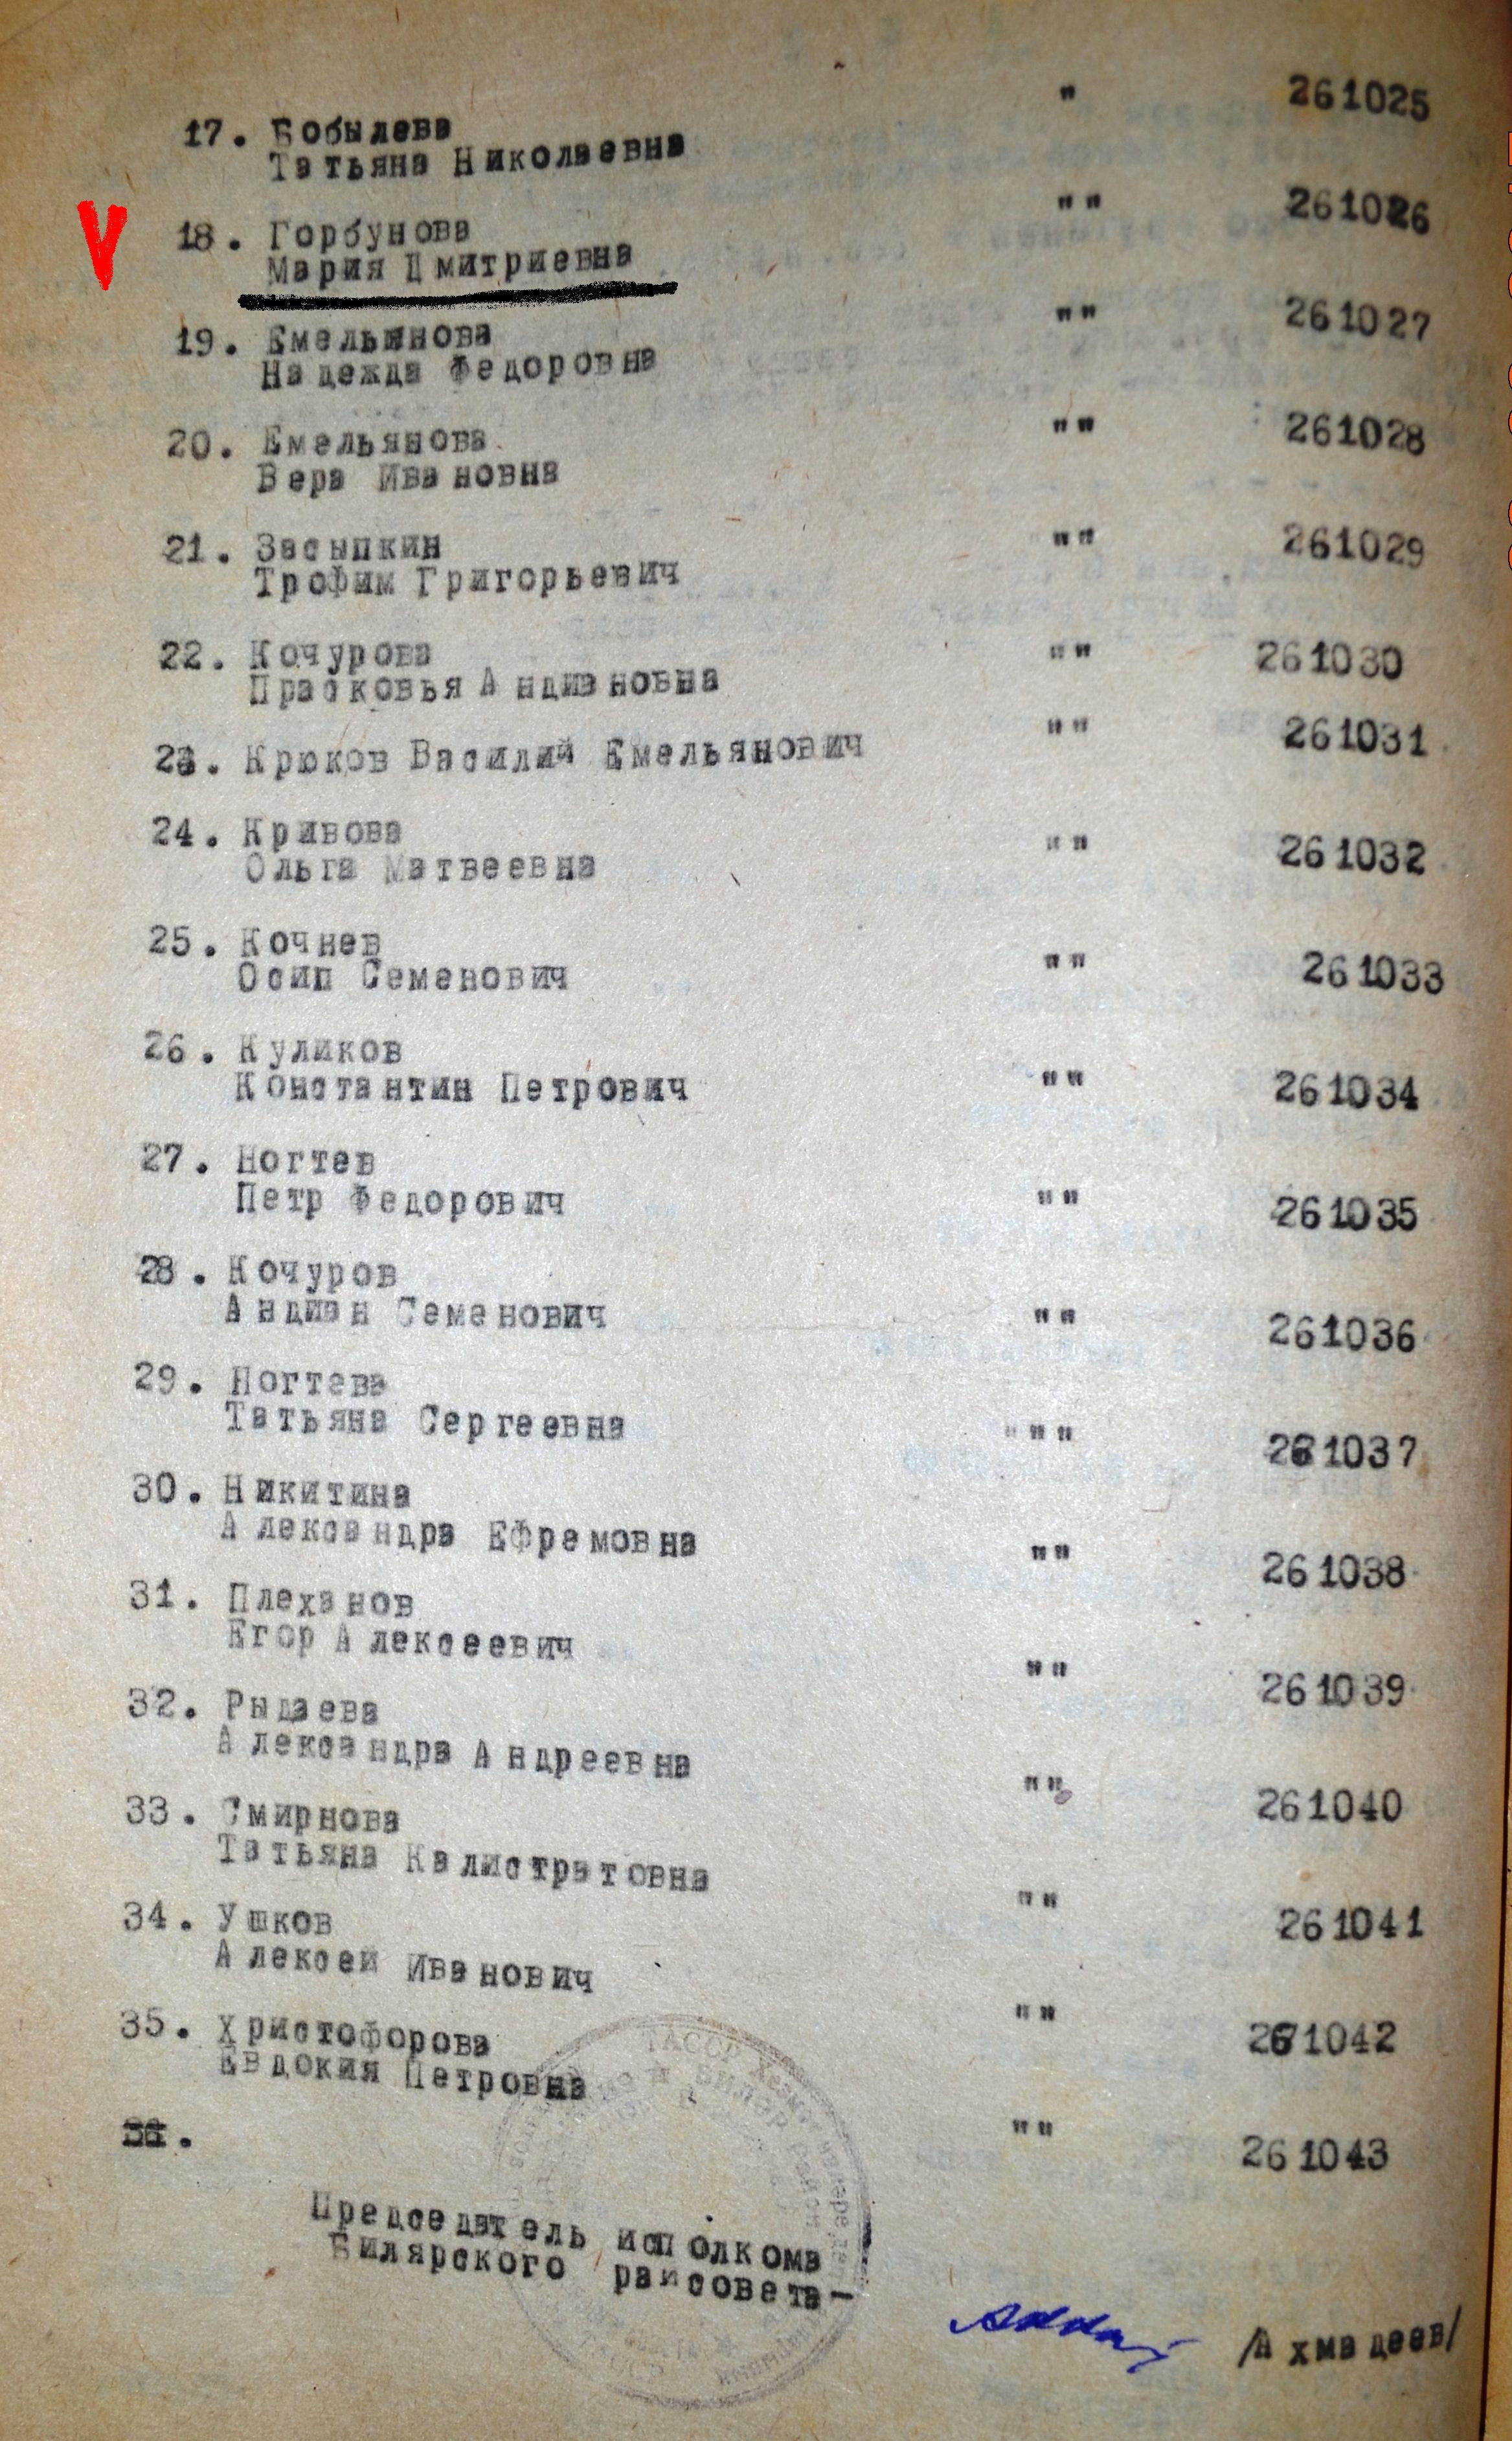 " 261025
17. Бобылева
Татьяна Николаевна
V
"" 261026
18. Горбунова
Мария Дмитриевна
"" 261027
19. Емельянова
Надежда Федоровна
"" 261028
20. Емельянова
Вера Ивановна
"" 261029
21. Засыпкин
Трофим Григорьевич
22. Кочурова "" 261030
Прасковья Андиановна
23. Крюков Василий Емельянович "" 261031
24. Кривова "" 261032
Ольга Матвеевна
25. Кочнев "" 261033
Осип Семенович
26. Куликов "" 261034
Константин Петрович
27. Ногтев
Петр Федорович "" 261035
28. Кочуров
Андиан Семенович "" 261036
29. Ногтева
Татьяна Сергеевна """ 261037
30. Никитина
Александра Ефремовна "" 261038
31. Плеханов
Егор Алексеевич
"" 261039
32. Рыдаева
Александра Андреевна
"" 261040
33. Смирнова
Татьяна Калистратовна
"" 261041
34. Ушков
Алексей Иванович
"" 261042
35. Христофорова
Евдокия Петровна
"" 261043
36.
Председатель исполкома
Билярского райсовета—
/Ахмадеев/
ТАССР